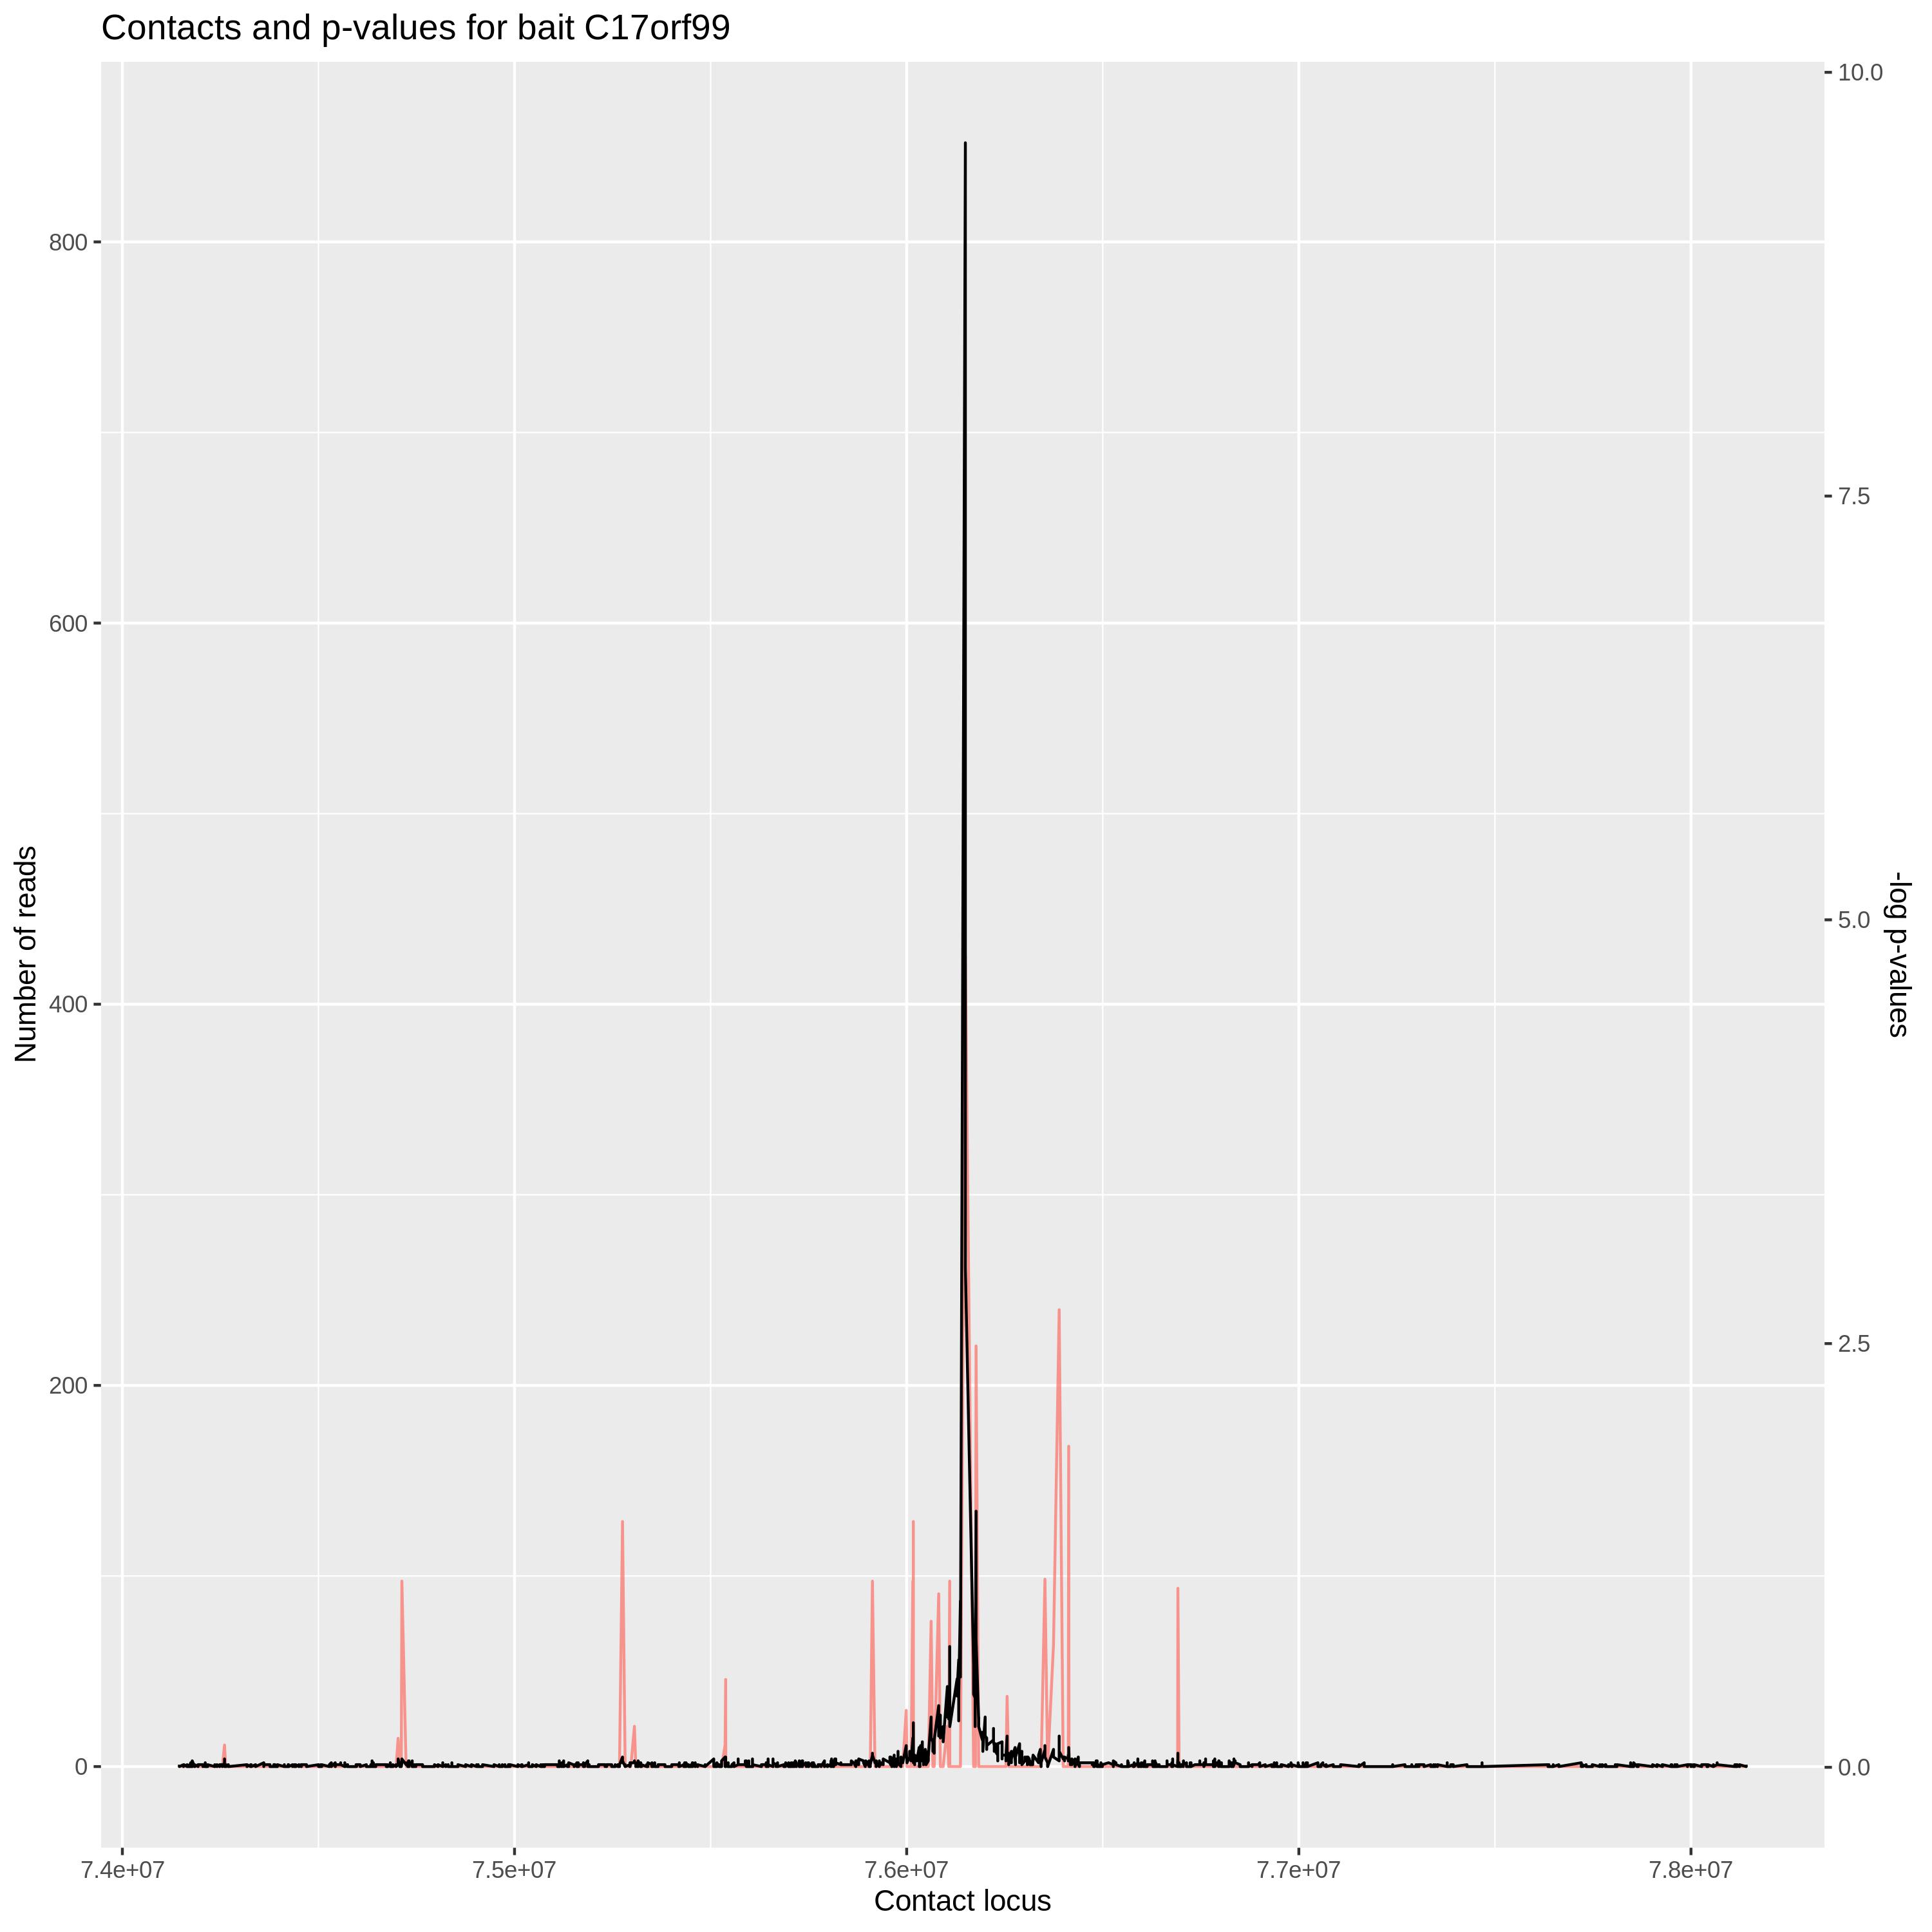 Contacts and p-values for bait C17orf99
10.0
800
7.5
600
Number of reads
5.0
-log p-values
400
2.5
200
0
0.0
7.4e+07 7.5e+07 7.6e+07 7.7e+07 7.8e+07
Contact locus